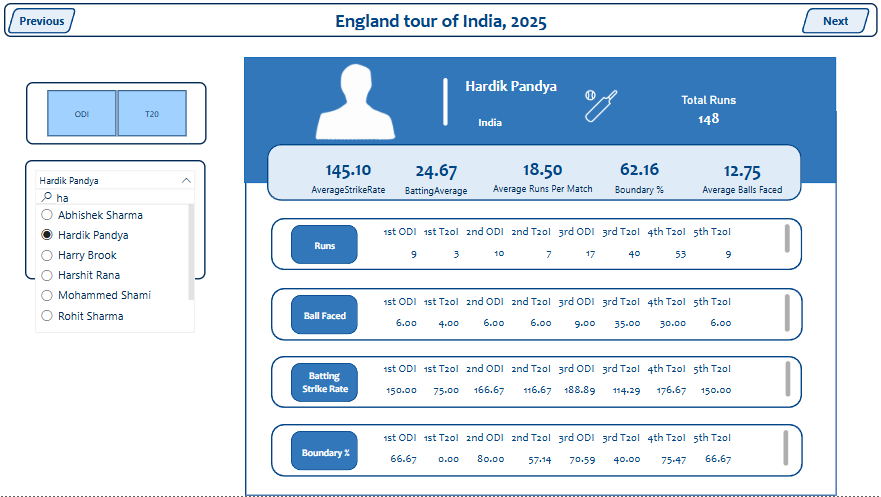 Previous
England tour of India, 2025
Next
ODI
T20
Hardik Pandya
ha
Abhishek Sharma
Hardik Pandya
Harry Brook
Harshit Rana
Mohammed Shami
Rohit Sharma
Hardik Pandya
India
Total Runs
148
145.10 24.67 18.50 62.16 12.75
AverageStrikeRate BattingAverage Average Runs Per Match Boundary % Average Balls Faced
Runs
1st ODI 1st T20I 2nd ODI 2nd T20I 3rd ODI 3rd T20I 4th T20I 5th T20I
9 3 10 7 17 40 53 9
Ball Faced
1st ODI 1st T20I 2nd ODI 2nd T20I 3rd ODI 3rd T20I 4th T20I 5th T20I
6.00 4.00 6.00 6.00 9.00 35.00 30.00 6.00
Batting
Strike Rate
1st ODI 1st T20I 2nd ODI 2nd T20I 3rd ODI 3rd T20I 4th T20I 5th T20I
150.00 75.00 166.67 116.67 188.89 114.29 176.67 150.00
Boundary %
1st ODI 1st T20I 2nd ODI 2nd T20I 3rd ODI 3rd T20I 4th T20I 5th T20I
66.67 0.00 80.00 57.14 70.59 40.00 75.47 66.67